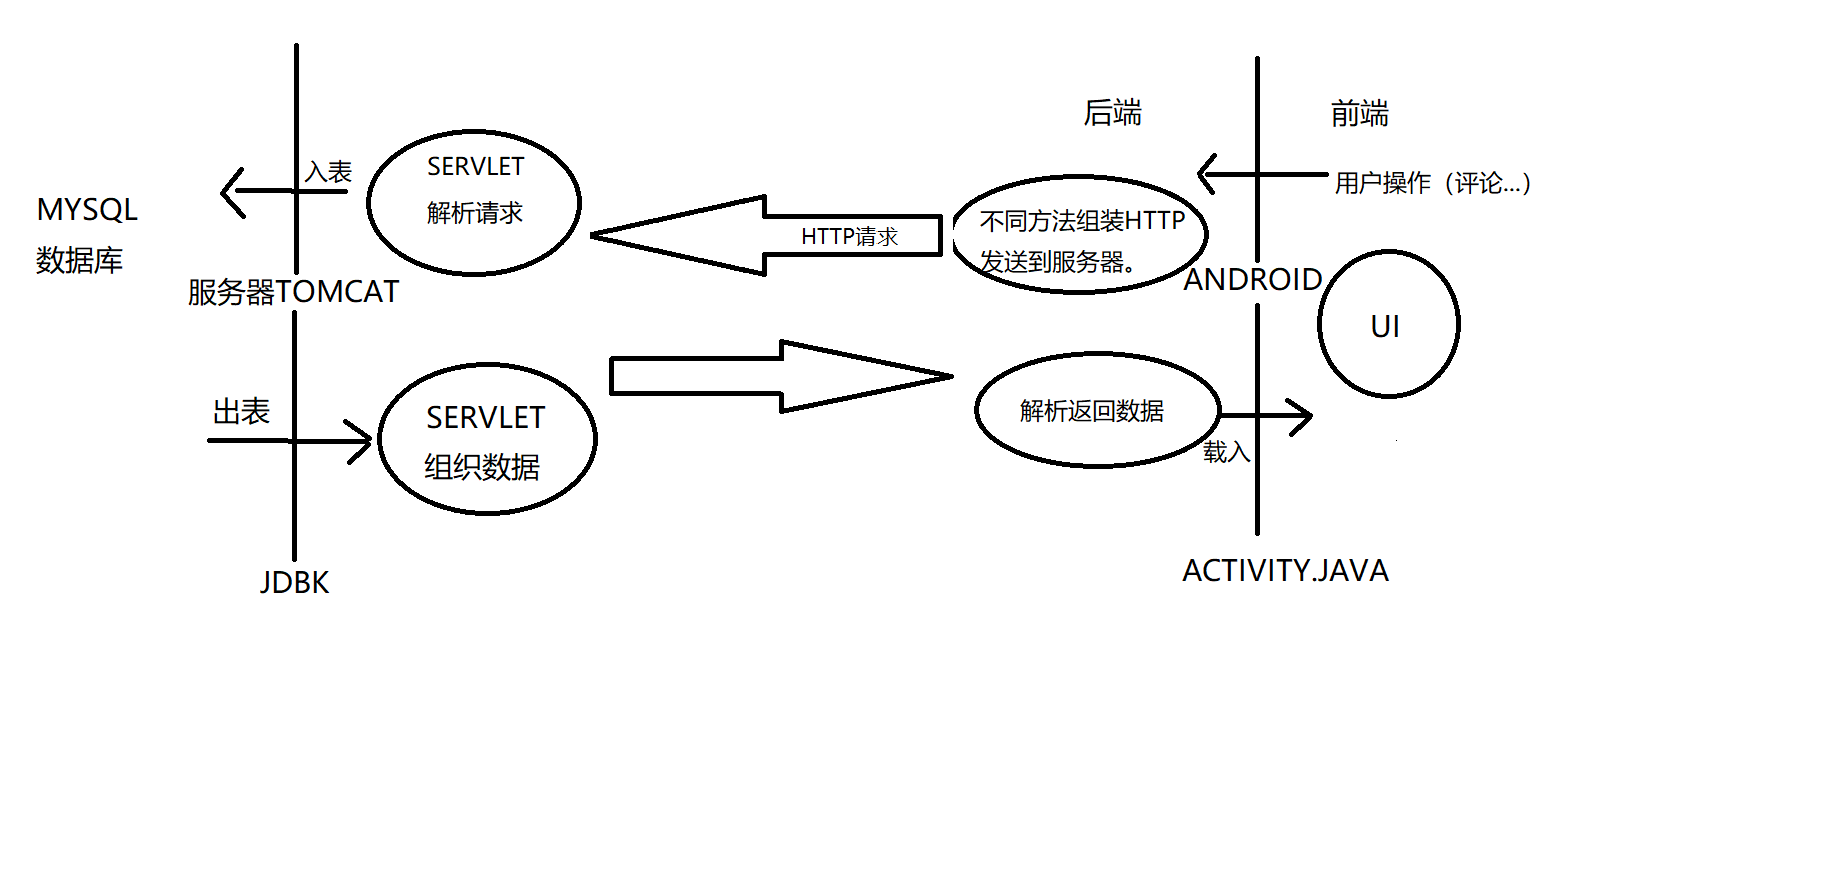 后端
前端
入表
SERVLET
解析请求
用户操作（评论...）
MYSQL
数据库
HTTP请求
不同方法组装HTTP
发送到服务器。
服务器TOMCAT
ANDROID
UI
出表
SERVLET
组织数据
解析返回数据
载入
JDBK
ACTIVITY.JAVA